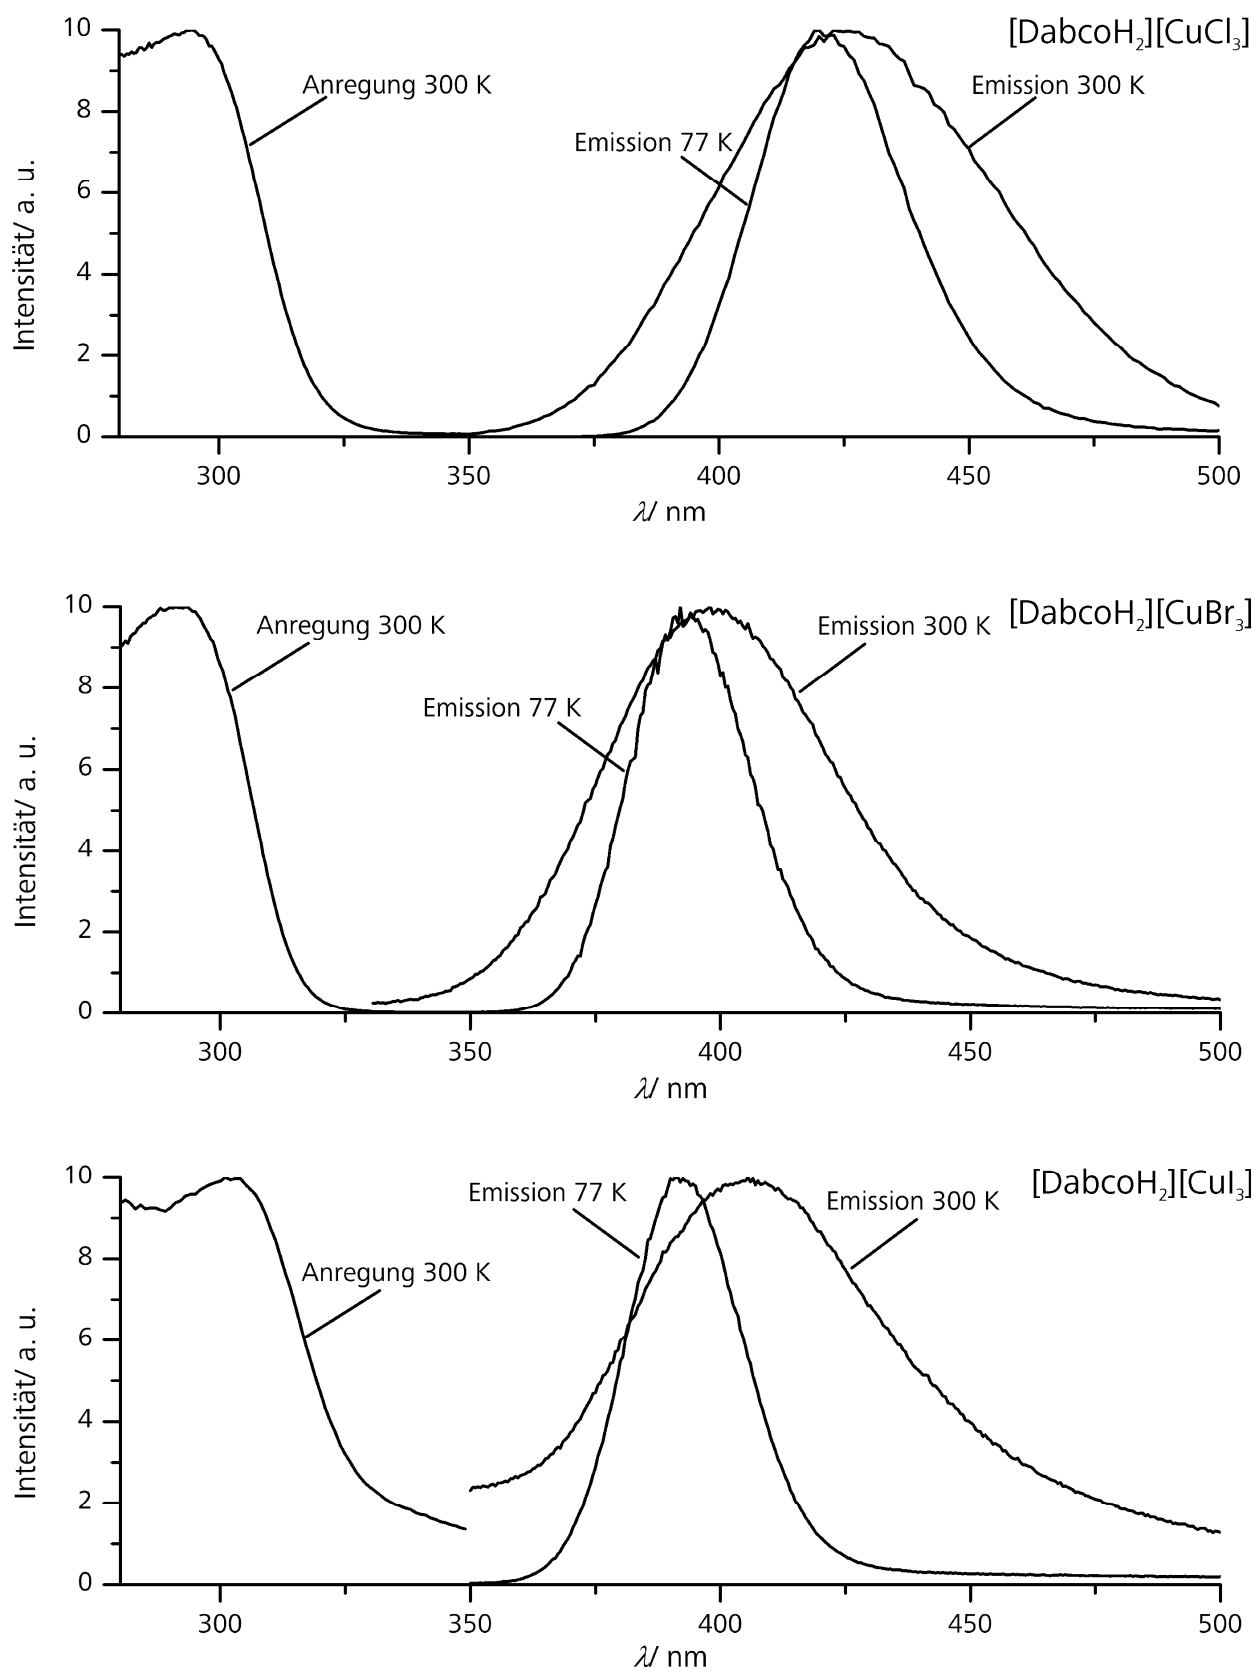 [DabcoH₂][CuCl₃]
Anregung 300 K
Emission 300 K
Emission 77 K
Intensität/ a. u.
10
8
6
4
2
0
300 350 400 450 500
λ/ nm
[DabcoH₂][CuBr₃]
Anregung 300 K
Emission 300 K
Emission 77 K
Intensität/ a. u.
10
8
6
4
2
0
300 350 400 450 500
λ/ nm
[DabcoH₂][CuI₃]
Emission 77 K
Emission 300 K
Anregung 300 K
Intensität/ a. u.
10
8
6
4
2
0
300 350 400 450 500
λ/ nm